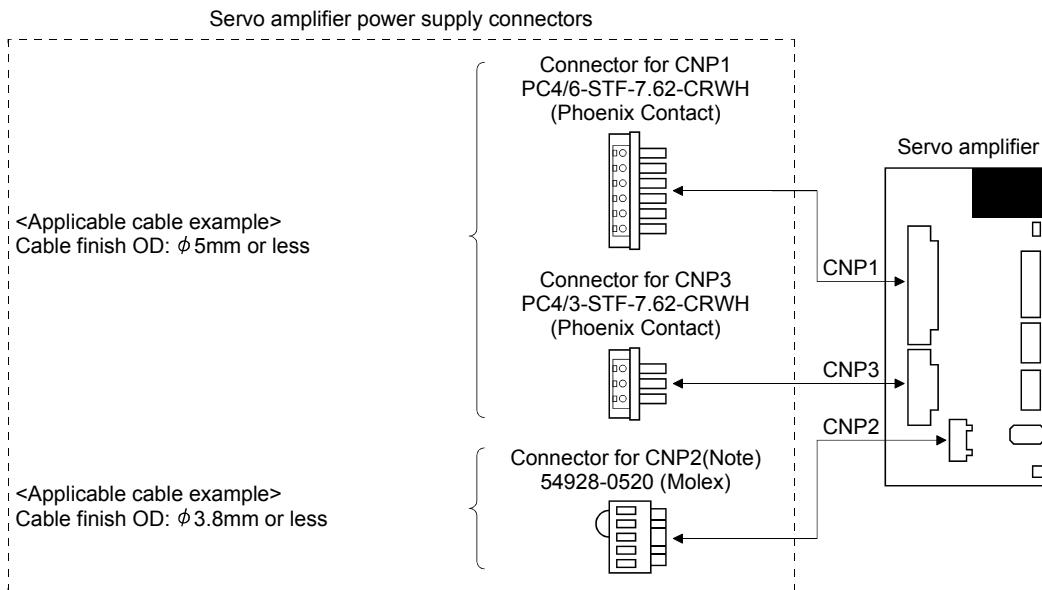 Servo amplifier power supply connectors
Connector for CNP1
PC4/6-STF-7.62-CRWH
(Phoenix Contact)
Servo amplifier
<Applicable cable example>
Cable finish OD: φ5mm or less
CNP1
Connector for CNP3
PC4/3-STF-7.62-CRWH
(Phoenix Contact)
CNP3
CNP2
Connector for CNP2(Note)
54928-0520 (Molex)
<Applicable cable example>
Cable finish OD: φ3.8mm or less